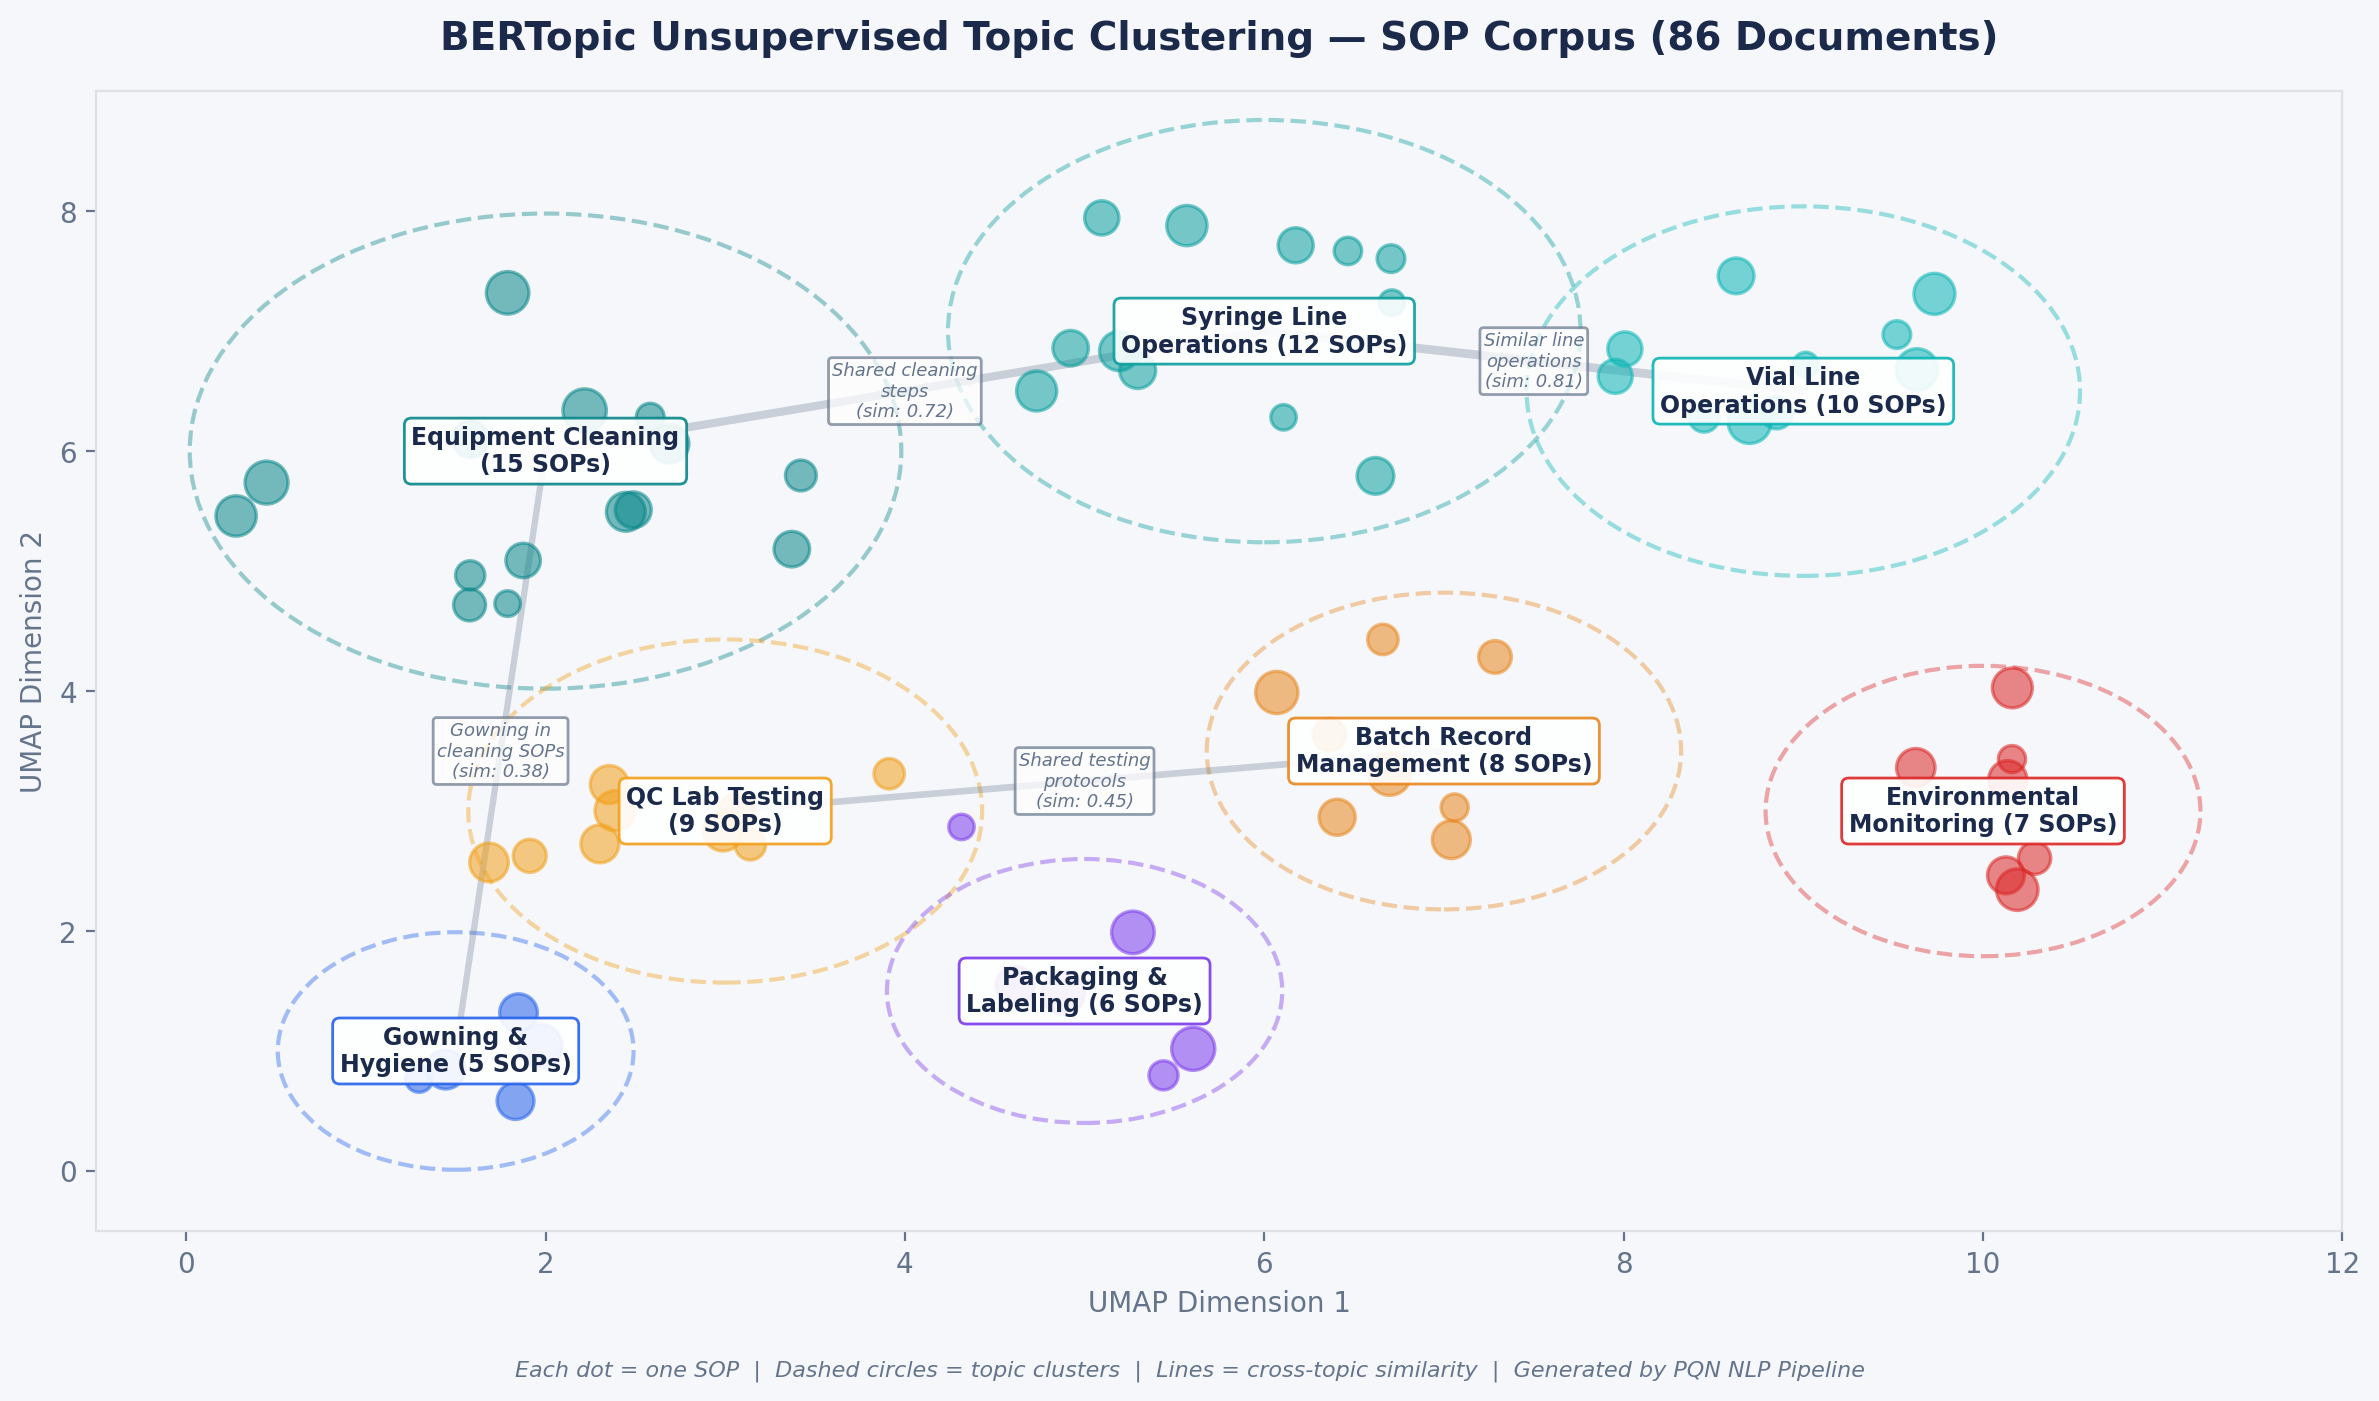 BERTopic Unsupervised Topic Clustering — SOP Corpus (86 Documents)
UMAP Dimension 2
8
6
4
2
0
Syringe Line
Operations (12 SOPs)
Similar line
operations
(sim: 0.81)
Vial Line
Operations (10 SOPs)
Shared cleaning
steps
(sim: 0.72)
Equipment Cleaning
(15 SOPs)
Gowning in
cleaning SOPs
(sim: 0.38)
Batch Record
Management (8 SOPs)
Shared testing
protocols
(sim: 0.45)
QC Lab Testing
(9 SOPs)
Environmental
Monitoring (7 SOPs)
Packaging &
Labeling (6 SOPs)
Gowning &
Hygiene (5 SOPs)
0
2
4
6
8
10
12
UMAP Dimension 1
Each dot = one SOP | Dashed circles = topic clusters | Lines = cross-topic similarity | Generated by PQN NLP Pipeline